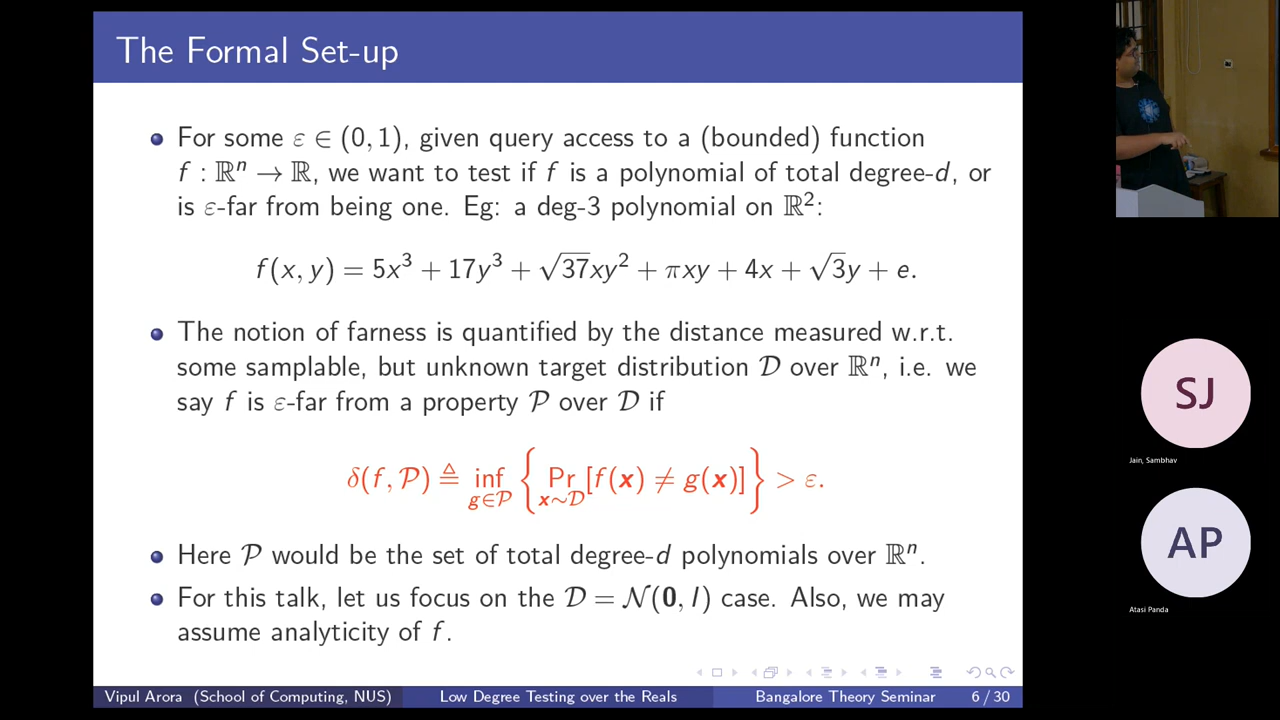 The Formal Set-up
For some ε ∈ (0, 1), given query access to a (bounded) function
f : ℝⁿ → ℝ, we want to test if f is a polynomial of total degree-d, or
is ε-far from being one. Eg: a deg-3 polynomial on ℝ²:
f(x, y) = 5x³ + 17y³ + √37xy² + πxy + 4x + √3y + e.
The notion of farness is quantified by the distance measured w.r.t.
some samplable, but unknown target distribution 𝒟 over ℝⁿ, i.e. we
say f is ε-far from a property 𝒫 over 𝒟 if
δ(f, 𝒫) ≜ inf_{g∈𝒫} { Pr_{x∼𝒟} [f(x) ≠ g(x)] } > ε.
Here 𝒫 would be the set of total degree-d polynomials over ℝⁿ.
For this talk, let us focus on the 𝒟 = 𝒩(0, I) case. Also, we may
assume analyticity of f.
Vipul Arora (School of Computing, NUS) Low Degree Testing over the Reals Bangalore Theory Seminar 6 / 30
SJ
Jain, Sambhav
AP
Atasi Panda